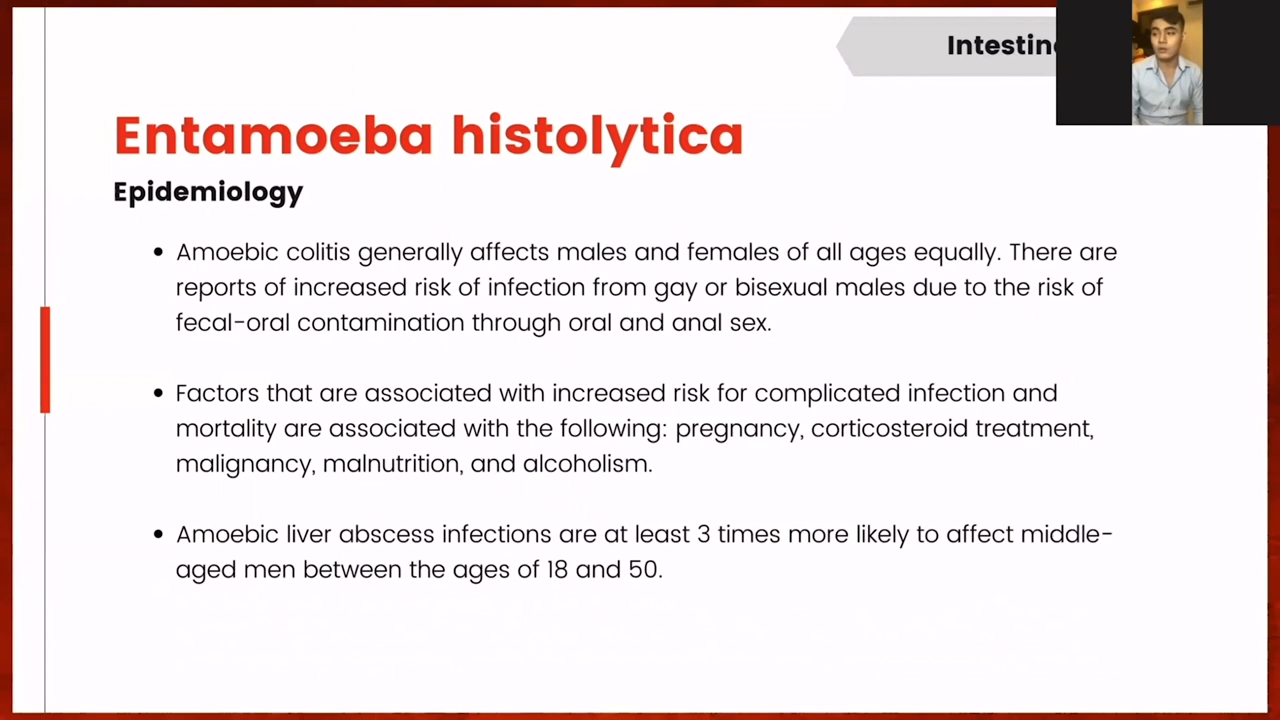 Entamoeba histolytica
Epidemiology
• Amoebic colitis generally affects males and females of all ages equally. There are
reports of increased risk of infection from gay or bisexual males due to the risk of
fecal-oral contamination through oral and anal sex.
• Factors that are associated with increased risk for complicated infection and
mortality are associated with the following: pregnancy, corticosteroid treatment,
malignancy, malnutrition, and alcoholism.
• Amoebic liver abscess infections are at least 3 times more likely to affect middle-
aged men between the ages of 18 and 50.